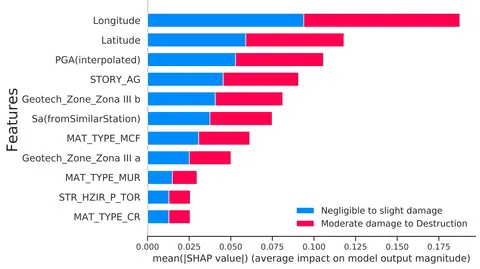 Features
Longitude
Latitude
PGA(interpolated)
STORY_AG
Geotech_Zone_Zona III b
Sa(fromSimilarStation)
MAT_TYPE_MCF
Geotech_Zone_Zona III a
MAT_TYPE_MUR
STR_HZIR_P_TOR
MAT_TYPE_CR
Negligible to slight damage
Moderate damage to Destruction
0.000 0.025 0.050 0.075 0.100 0.125 0.150 0.175
mean(|SHAP value|) (average impact on model output magnitude)